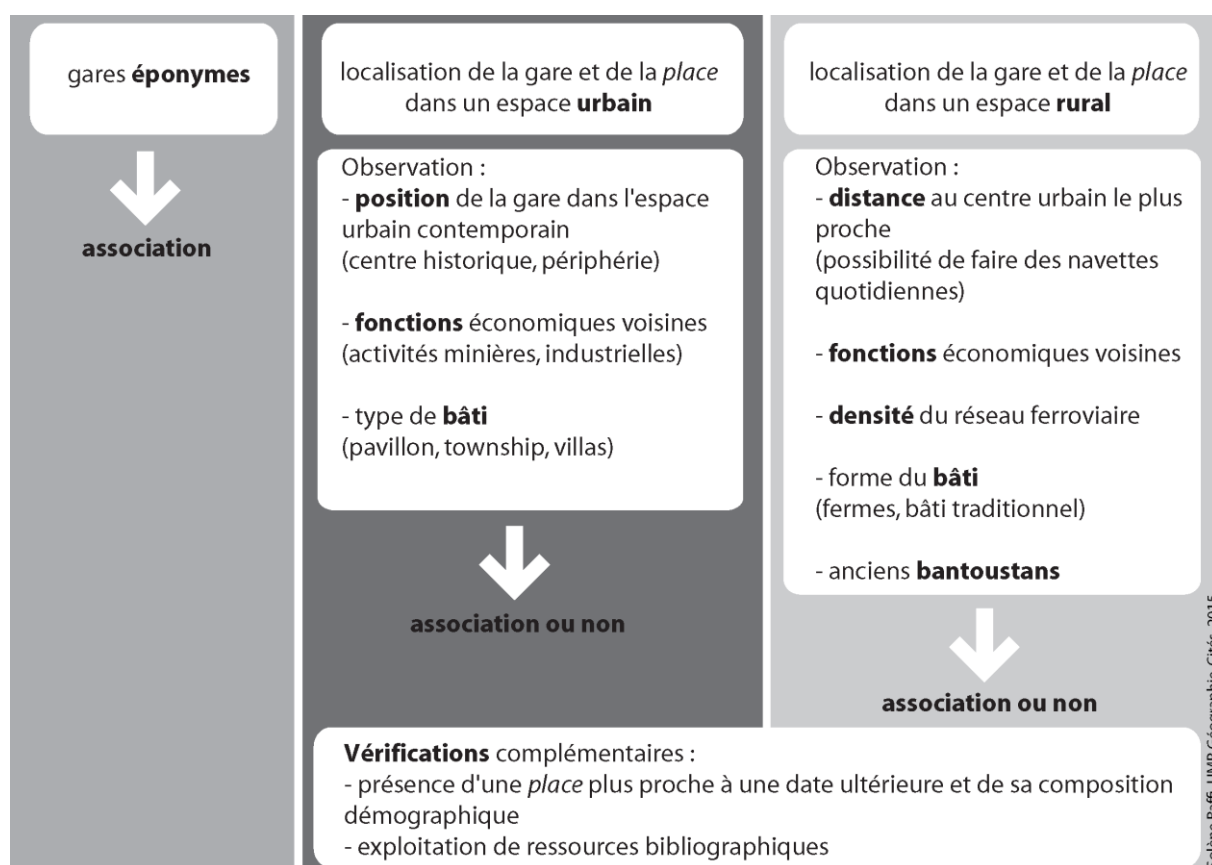 gares éponymes
association
localisation de la gare et de la place
dans un espace urbain
Observation :
- position de la gare dans l'espace
urbain contemporain
(centre historique, périphérie)
- fonctions économiques voisines
(activités minières, industrielles)
- type de bâti
(pavillon, township, villas)
association ou non
localisation de la gare et de la place
dans un espace rural
Observation :
- distance au centre urbain le plus
proche
(possibilité de faire des navettes
quotidiennes)
- fonctions économiques voisines
- densité du réseau ferroviaire
- forme du bâti
(fermes, bâti traditionnel)
- anciens bantoustans
association ou non
Vérifications complémentaires :
- présence d'une place plus proche à une date ultérieure et de sa composition
démographique
- exploitation de ressources bibliographiques
UMR Géographie-Cités, 2015